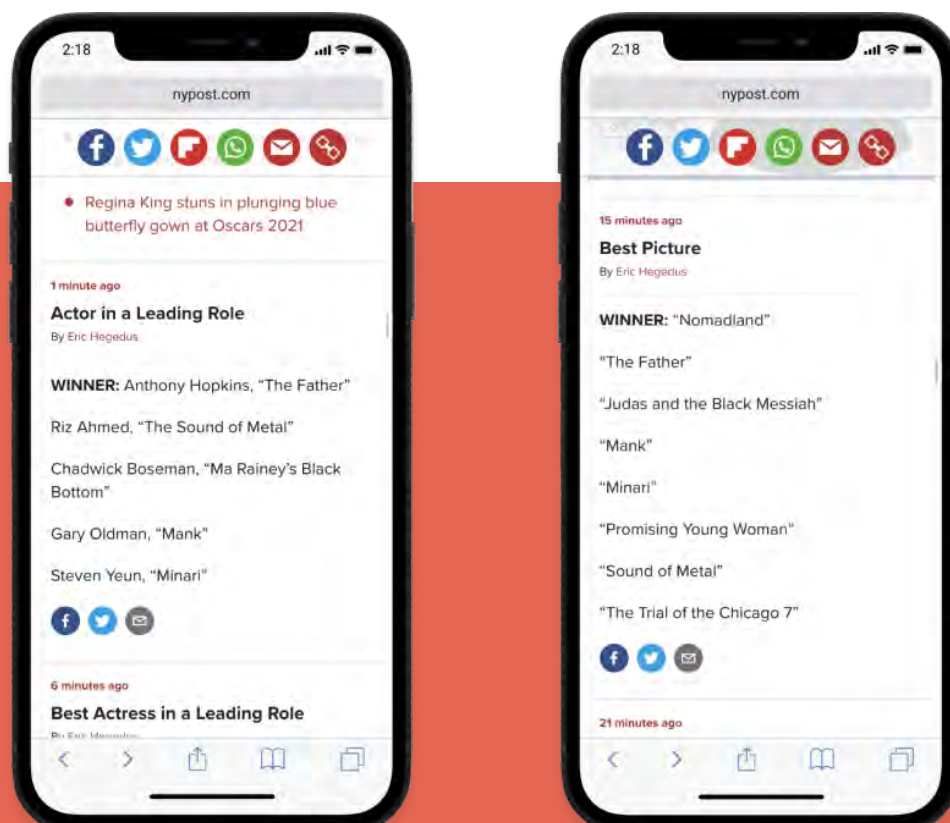 2:18
nypost.com
Regina King stuns in plunging blue
butterfly gown at Oscars 2021
1 minute ago
Actor in a Leading Role
By Eric Hegedus
WINNER: Anthony Hopkins, “The Father”
Riz Ahmed, “The Sound of Metal”
Chadwick Boseman, “Ma Rainey’s Black
Bottom”
Gary Oldman, “Mank”
Steven Yeun, “Minari”
6 minutes ago
Best Actress in a Leading Role
By Eric Hegedus
2:18
nypost.com
15 minutes ago
Best Picture
By Eric Hegedus
WINNER: “Nomadland”
“The Father”
“Judas and the Black Messiah”
“Mank”
“Minari”
“Promising Young Woman”
“Sound of Metal”
“The Trial of the Chicago 7”
21 minutes ago